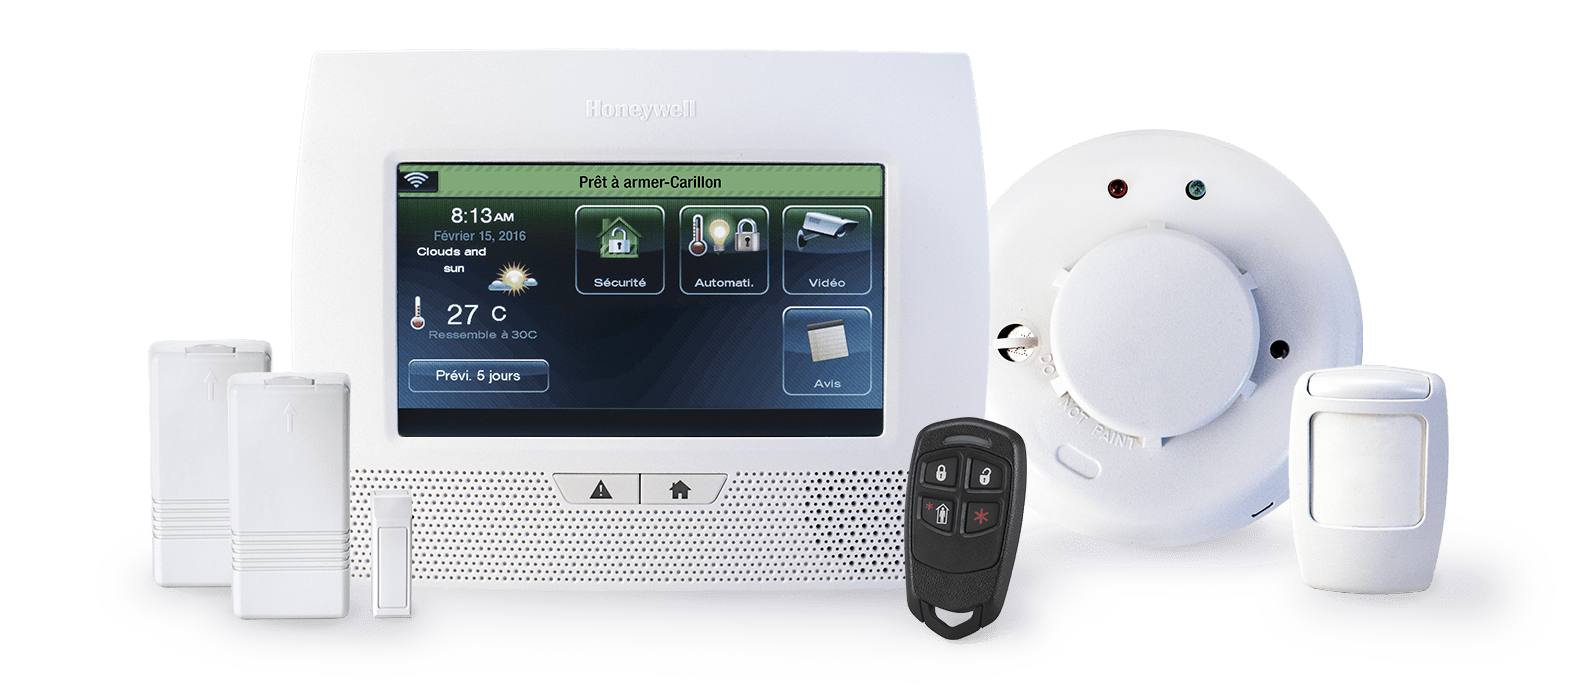 Honeywell
Prêt à armer-Carillon
8:13AM
Février 15, 2016
Clouds and
sun
27 C
Ressemble à 30C
Prévi. 5 jours
Sécurité
Automati.
Vidéo
Avis
DO NOT PAINT